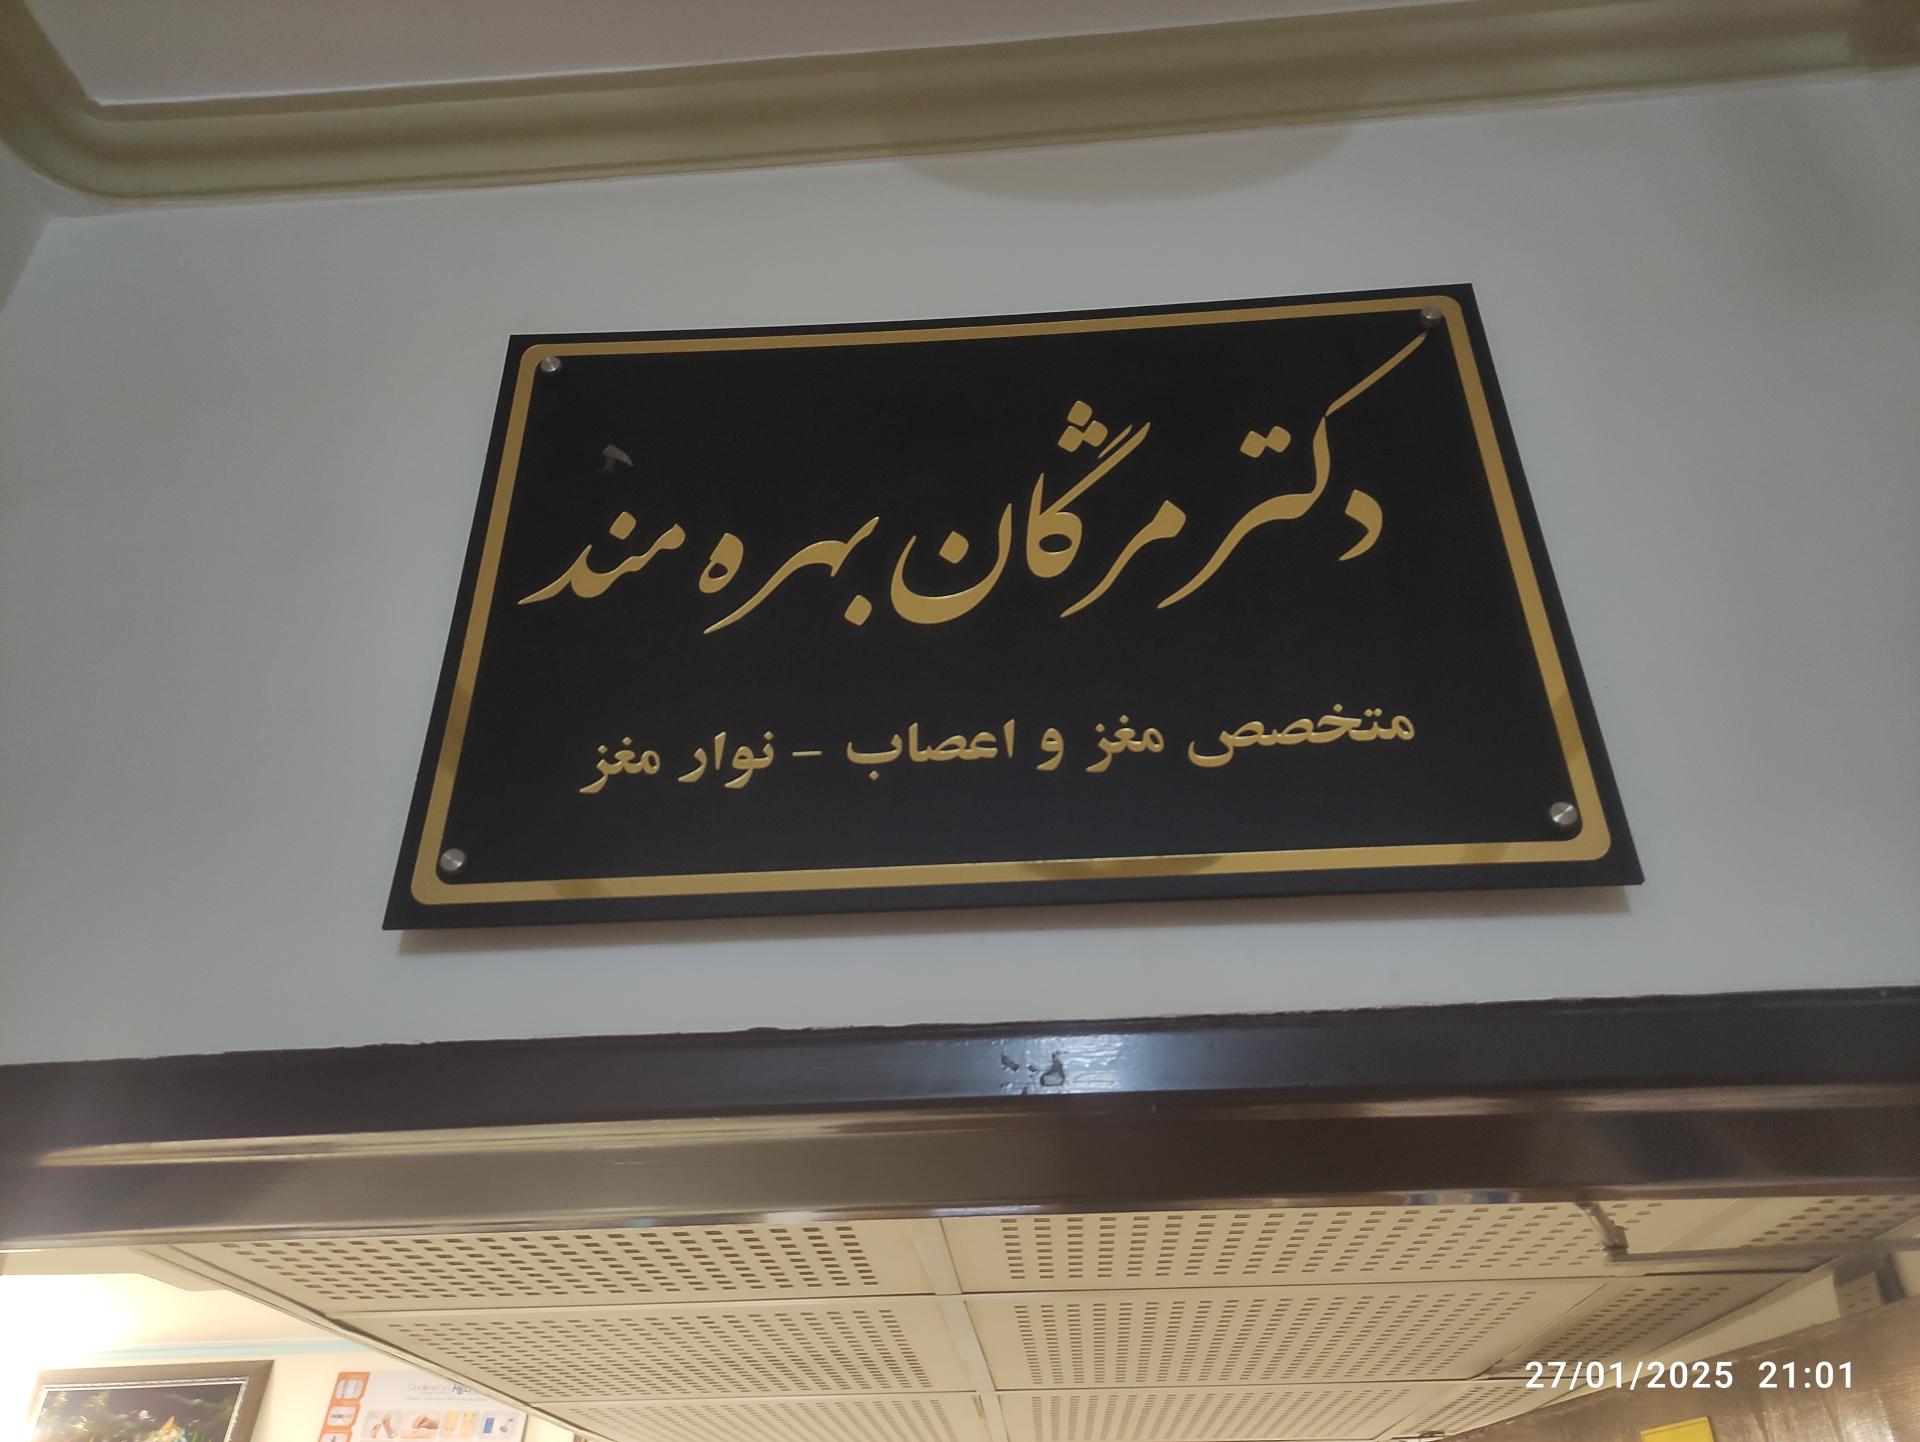 دکتر مژگان بهره مند
متخصص مغز و اعصاب - نوار مغز
27/01/2025 21:01